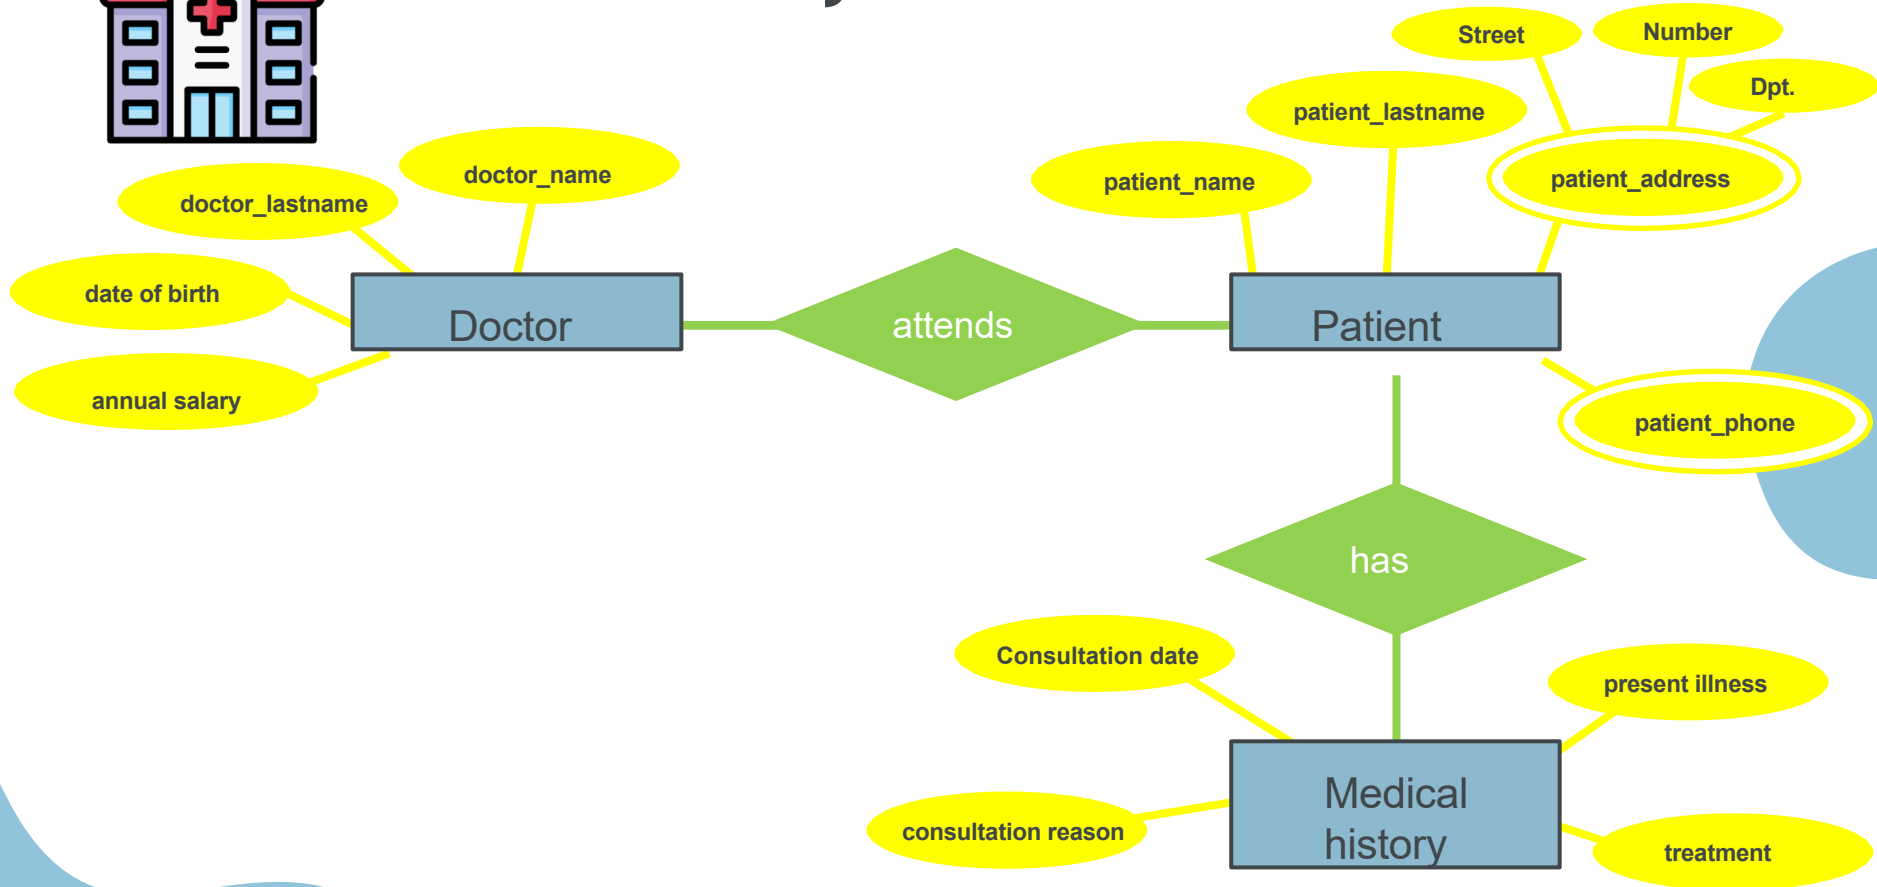 Street
Number
Dpt.
patient_lastname
patient_address
patient_name
doctor_name
doctor_lastname
date of birth
annual salary
Doctor
attends
Patient
patient_phone
has
Consultation date
present illness
Medical
history
consultation reason
treatment